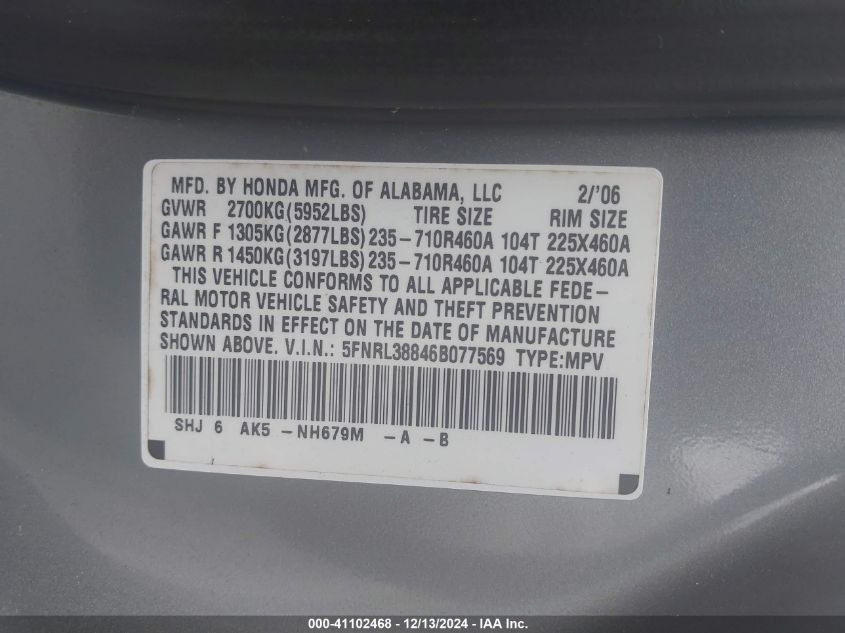 MFD. BY HONDA MFG. OF ALABAMA, LLC 2/'06
GVWR 2700KG(5952LBS) TIRE SIZE RIM SIZE
GAWR F 1305KG(2877LBS) 235-710R460A 104T 225X460A
GAWR R 1450KG(3197LBS) 235-710R460A 104T 225X460A
THIS VEHICLE CONFORMS TO ALL APPLICABLE FEDE-
RAL MOTOR VEHICLE SAFETY AND THEFT PREVENTION
STANDARDS IN EFFECT ON THE DATE OF MANUFACTURE
SHOWN ABOVE. V.I.N.: 5FNRL38846B077569 TYPE:MPV
SHJ 6 AK5 -NH679M -A -B
000-41102468 - 12/13/2024 - IAA Inc.